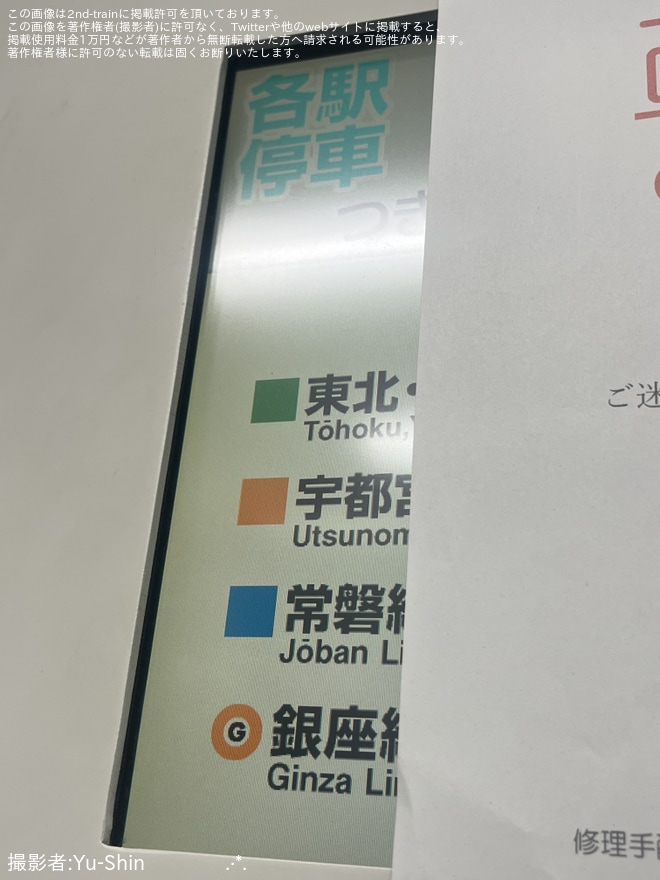 この画像は2nd-trainに掲載許可を頂いております。
この画像を著作権者(撮影者)に許可なく、Twitterや他のwebサイトに掲載すると、
掲載使用料金1万円などが著作者から無断転載した方へ請求される可能性があります。
著作権者様に許可のない転載は固くお断りいたします。
各駅
停車
つき
東北・
Tōhoku,
ご迷
宇都宮
Utsunom
常磐線
Jōban Li
G 銀座線
Ginza Lin
修理手配
撮影者:Yu-Shin